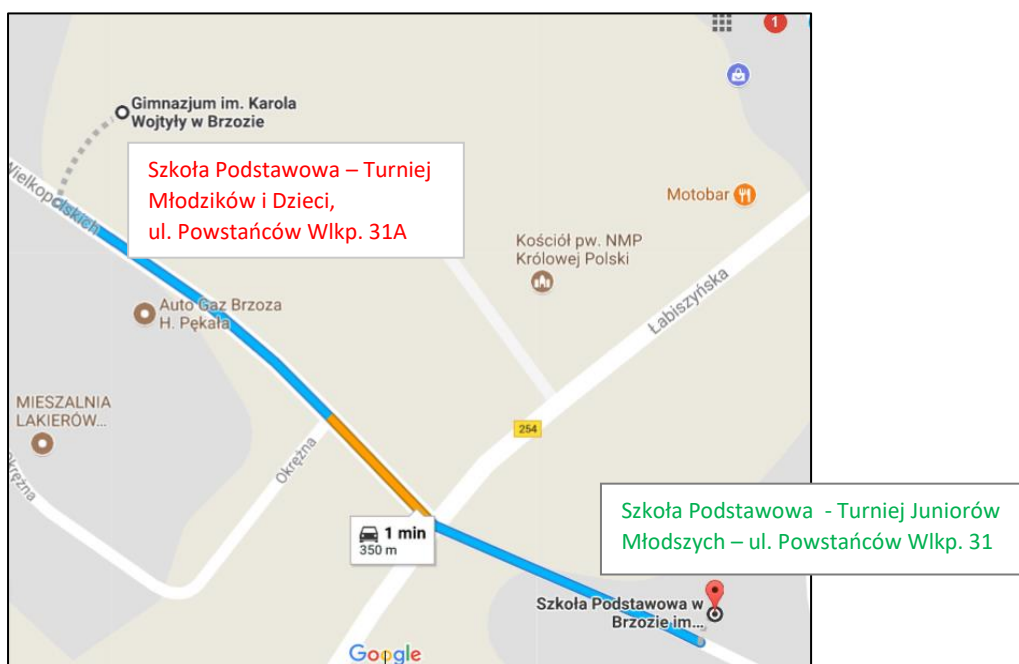 1
Gimnazjum im. Karola
Wojtyły w Brzozie
Szkoła Podstawowa – Turniej
Młodzików i Dzieci,
ul. Powstańców Wlkp. 31A
Wielkopolskich
Motobar
Kościół pw. NMP
Królowej Polski
Łabiszyńska
Auto Gaz Brzoza
H. Pękała
MIESZALNIA
LAKIERÓW...
254
Okrężna
Okrężna
1 min
350 m
Szkoła Podstawowa - Turniej Juniorów
Młodszych – ul. Powstańców Wlkp. 31
Szkoła Podstawowa w
Brzozie im...
Google